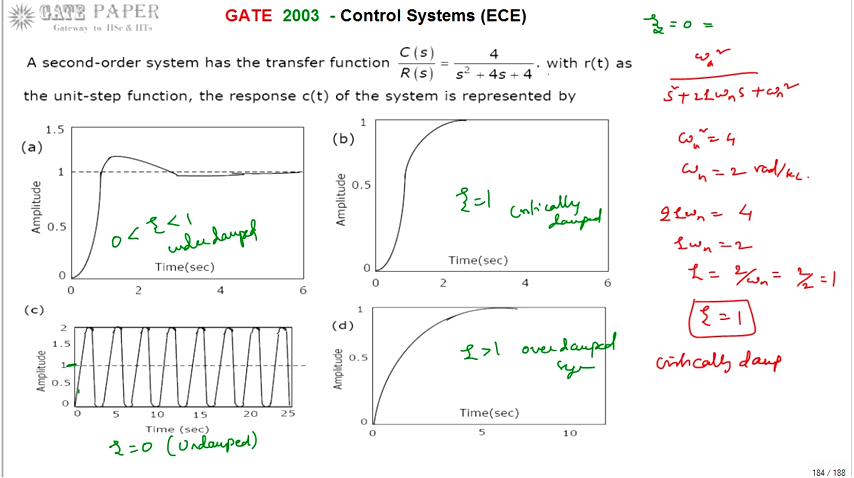 GATE PAPER
Gateway to IISc & IITs
GATE 2003 - Control Systems (ECE)
A second-order system has the transfer function C(s)/R(s) = 4/(s² + 4s + 4). with r(t) as
the unit-step function, the response c(t) of the system is represented by
(a)
1.5
1
0.5
0
Amplitude
0 < ξ < 1
underdamped
Time(sec)
0 2 4 6
(b)
1
0.5
0
Amplitude
ξ=1 critically
damped
Time(sec)
0 2 4 6
(c)
2
1.5
1
0.5
0
Amplitude
0 5 10 15 20 25
Time (sec)
ξ=0 (Undamped)
(d)
1
0.5
0
Amplitude
ξ>1 overdamped
sys
Time(sec)
0 5 10
ξ=0 =
ωn²
s²+2ξωns+ωn²
ωn²=4
ωn=2 rad/sec.
2ξωn= 4
ξωn=2
ξ = 2/ωn = 2/2 =1
ξ=1
critically damp
184 / 188